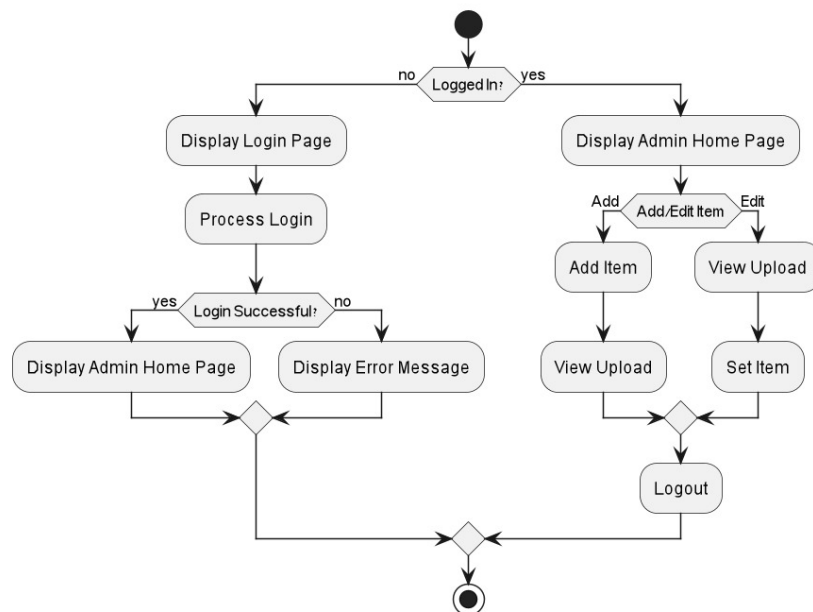 no
Logged In?
yes
Display Login Page
Display Admin Home Page
Process Login
Add
Add/Edit Item
Edit
Add Item
View Upload
yes
Login Successful?
no
Display Admin Home Page
Display Error Message
View Upload
Set Item
Logout